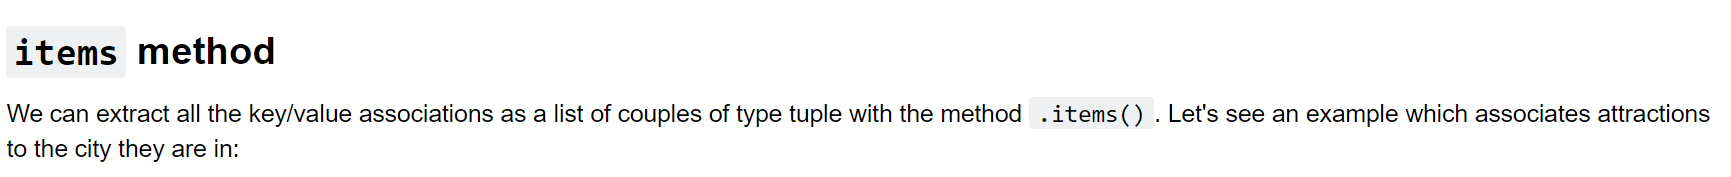 items method
We can extract all the key/value associations as a list of couples of type tuple with the method .items(). Let's see an example which associates attractions
to the city they are in: